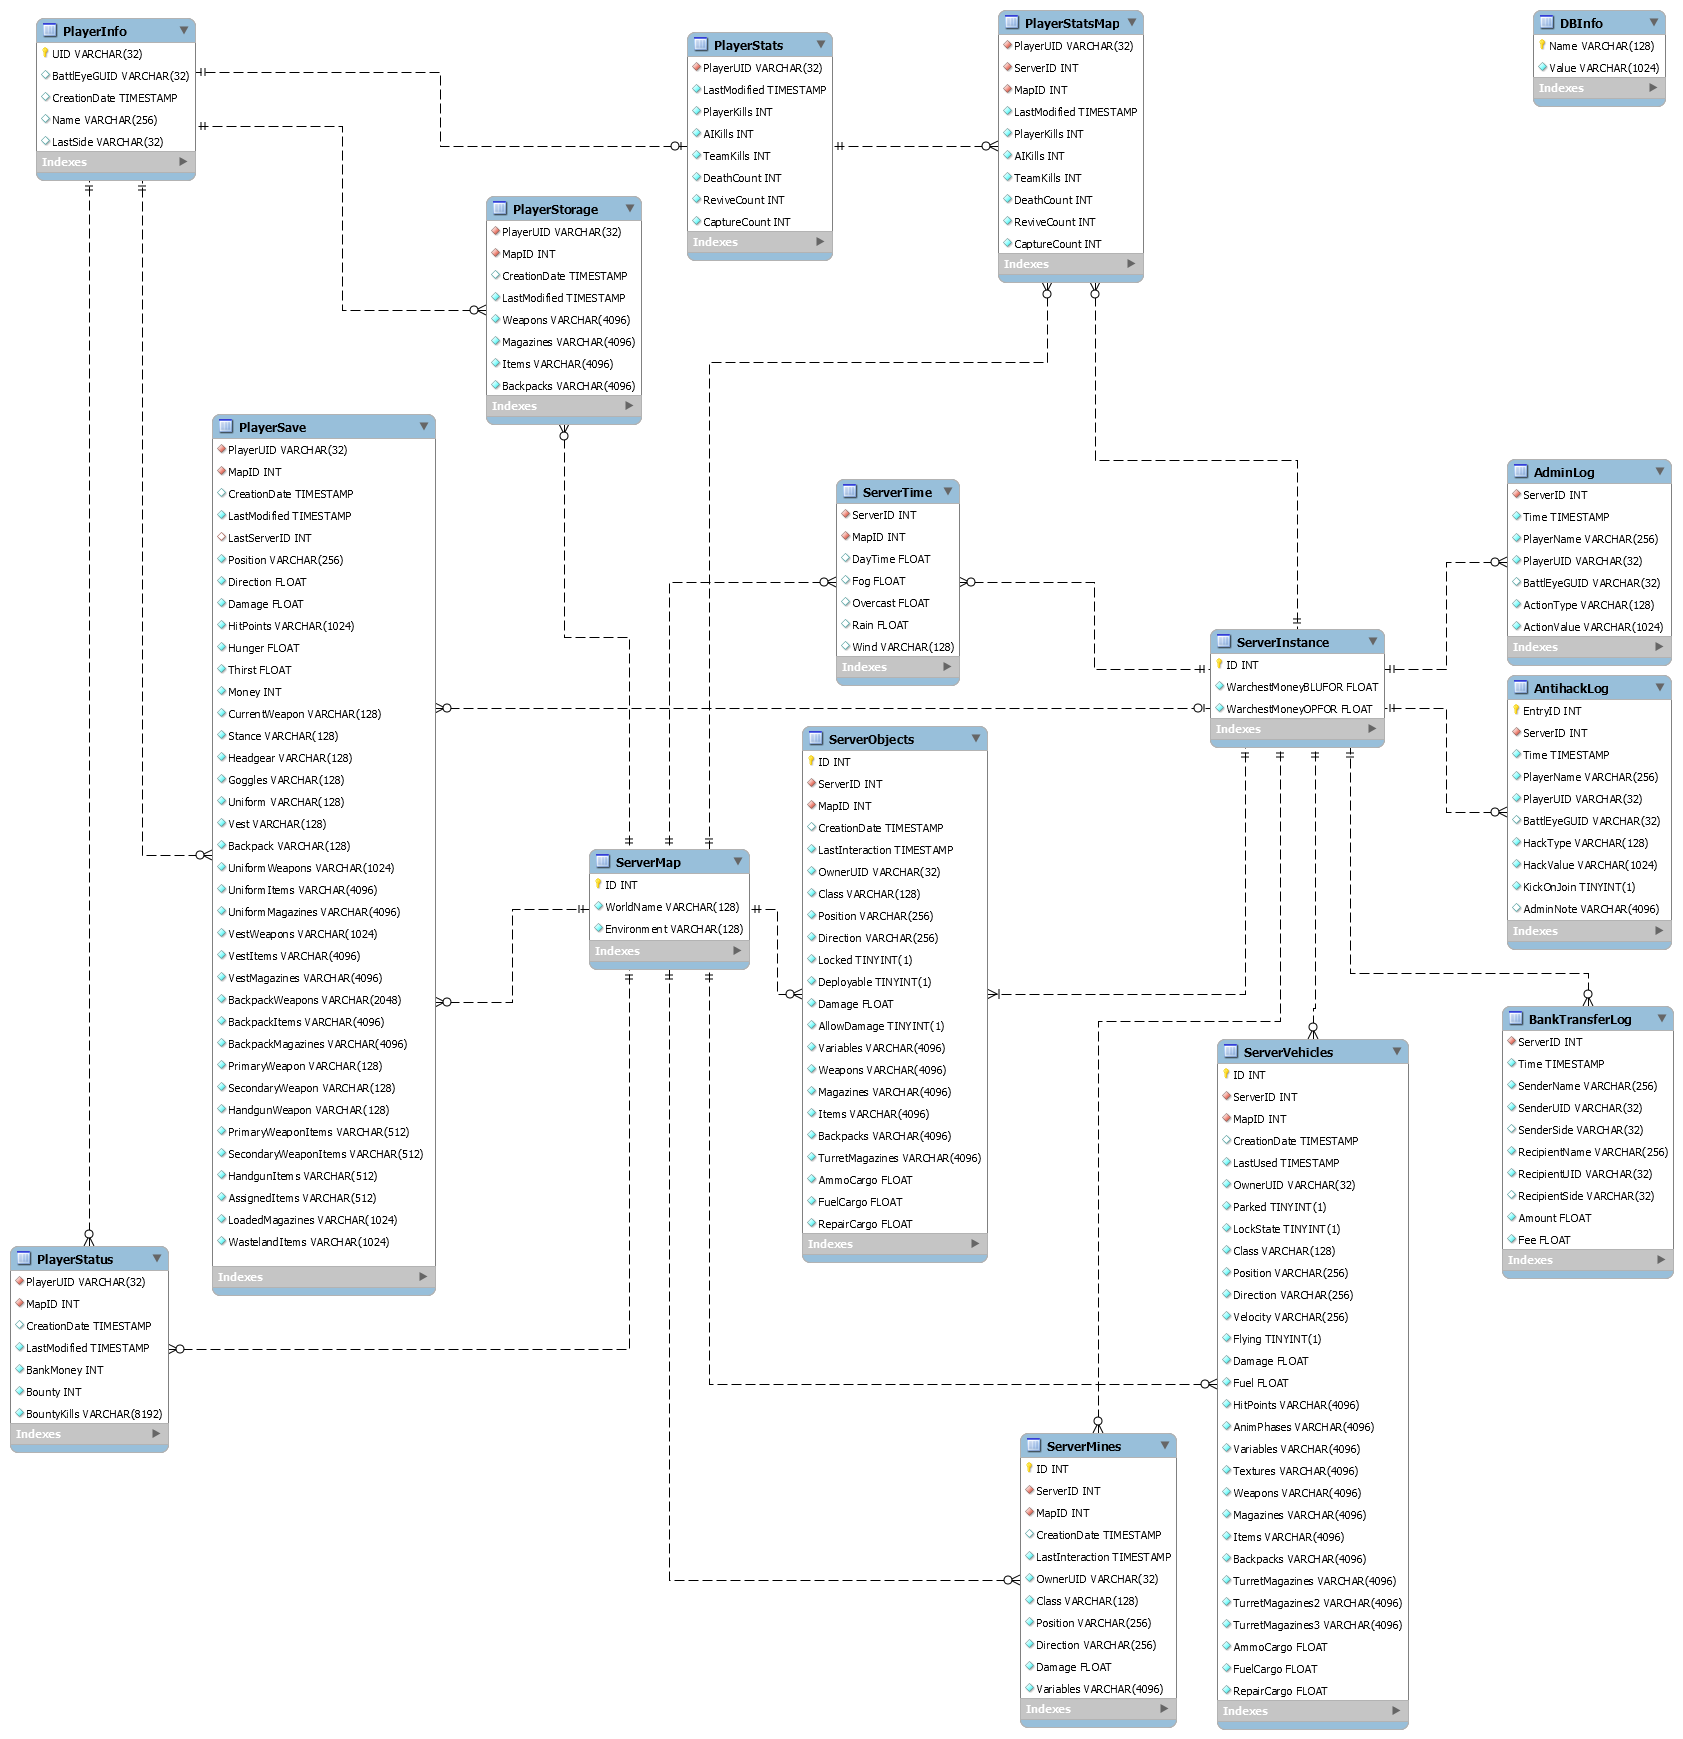 PlayerInfo
UID VARCHAR(32)
BattlEyeGUID VARCHAR(32)
CreationDate TIMESTAMP
Name VARCHAR(256)
LastSide VARCHAR(32)
Indexes
PlayerStats
PlayerUID VARCHAR(32)
LastModified TIMESTAMP
PlayerKills INT
AIKills INT
TeamKills INT
DeathCount INT
ReviveCount INT
CaptureCount INT
Indexes
PlayerStatsMap
PlayerUID VARCHAR(32)
ServerID INT
MapID INT
LastModified TIMESTAMP
PlayerKills INT
AIKills INT
TeamKills INT
DeathCount INT
ReviveCount INT
CaptureCount INT
Indexes
DBInfo
Name VARCHAR(128)
Value VARCHAR(1024)
Indexes
PlayerStorage
PlayerUID VARCHAR(32)
MapID INT
CreationDate TIMESTAMP
LastModified TIMESTAMP
Weapons VARCHAR(4096)
Magazines VARCHAR(4096)
Items VARCHAR(4096)
Backpacks VARCHAR(4096)
Indexes
PlayerSave
PlayerUID VARCHAR(32)
MapID INT
CreationDate TIMESTAMP
LastModified TIMESTAMP
LastServerID INT
Position VARCHAR(256)
Direction FLOAT
Damage FLOAT
HitPoints VARCHAR(1024)
Hunger FLOAT
Thirst FLOAT
Money INT
CurrentWeapon VARCHAR(128)
Stance VARCHAR(128)
Headgear VARCHAR(128)
Goggles VARCHAR(128)
Uniform VARCHAR(128)
Vest VARCHAR(128)
Backpack VARCHAR(128)
UniformWeapons VARCHAR(1024)
UniformItems VARCHAR(4096)
UniformMagazines VARCHAR(4096)
VestWeapons VARCHAR(1024)
VestItems VARCHAR(4096)
VestMagazines VARCHAR(4096)
BackpackWeapons VARCHAR(2048)
BackpackItems VARCHAR(4096)
BackpackMagazines VARCHAR(4096)
PrimaryWeapon VARCHAR(128)
SecondaryWeapon VARCHAR(128)
HandgunWeapon VARCHAR(128)
PrimaryWeaponItems VARCHAR(512)
SecondaryWeaponItems VARCHAR(512)
HandgunItems VARCHAR(512)
AssignedItems VARCHAR(512)
LoadedMagazines VARCHAR(1024)
WastelandItems VARCHAR(1024)
Indexes
ServerTime
ServerID INT
MapID INT
DayTime FLOAT
Fog FLOAT
Overcast FLOAT
Rain FLOAT
Wind VARCHAR(128)
Indexes
AdminLog
ServerID INT
Time TIMESTAMP
PlayerName VARCHAR(256)
PlayerUID VARCHAR(32)
BattlEyeGUID VARCHAR(32)
ActionType VARCHAR(128)
ActionValue VARCHAR(1024)
Indexes
ServerInstance
ID INT
WarchestMoneyBLUFOR FLOAT
WarchestMoneyOPFOR FLOAT
Indexes
AntihackLog
EntryID INT
ServerID INT
Time TIMESTAMP
PlayerName VARCHAR(256)
PlayerUID VARCHAR(32)
BattlEyeGUID VARCHAR(32)
HackType VARCHAR(128)
HackValue VARCHAR(1024)
KickOnJoin TINYINT(1)
AdminNote VARCHAR(4096)
Indexes
ServerObjects
ID INT
ServerID INT
MapID INT
CreationDate TIMESTAMP
LastInteraction TIMESTAMP
OwnerUID VARCHAR(32)
Class VARCHAR(128)
Position VARCHAR(256)
Direction VARCHAR(256)
Locked TINYINT(1)
Deployable TINYINT(1)
Damage FLOAT
AllowDamage TINYINT(1)
Variables VARCHAR(4096)
Weapons VARCHAR(4096)
Magazines VARCHAR(4096)
Items VARCHAR(4096)
Backpacks VARCHAR(4096)
TurretMagazines VARCHAR(4096)
AmmoCargo FLOAT
FuelCargo FLOAT
RepairCargo FLOAT
Indexes
ServerMap
ID INT
WorldName VARCHAR(128)
Environment VARCHAR(128)
Indexes
BankTransferLog
ServerID INT
Time TIMESTAMP
SenderName VARCHAR(256)
SenderUID VARCHAR(32)
SenderSide VARCHAR(32)
RecipientName VARCHAR(256)
RecipientUID VARCHAR(32)
RecipientSide VARCHAR(32)
Amount FLOAT
Fee FLOAT
Indexes
ServerVehicles
ID INT
ServerID INT
MapID INT
CreationDate TIMESTAMP
LastUsed TIMESTAMP
OwnerUID VARCHAR(32)
Parked TINYINT(1)
LockState TINYINT(1)
Class VARCHAR(128)
Position VARCHAR(256)
Direction VARCHAR(256)
Velocity VARCHAR(256)
Flying TINYINT(1)
Damage FLOAT
Fuel FLOAT
HitPoints VARCHAR(4096)
AnimPhases VARCHAR(4096)
Variables VARCHAR(4096)
Textures VARCHAR(4096)
Weapons VARCHAR(4096)
Magazines VARCHAR(4096)
Items VARCHAR(4096)
Backpacks VARCHAR(4096)
TurretMagazines VARCHAR(4096)
TurretMagazines2 VARCHAR(4096)
TurretMagazines3 VARCHAR(4096)
AmmoCargo FLOAT
FuelCargo FLOAT
RepairCargo FLOAT
Indexes
PlayerStatus
PlayerUID VARCHAR(32)
MapID INT
CreationDate TIMESTAMP
LastModified TIMESTAMP
BankMoney INT
Bounty INT
BountyKills VARCHAR(8192)
Indexes
ServerMines
ID INT
ServerID INT
MapID INT
CreationDate TIMESTAMP
LastInteraction TIMESTAMP
OwnerUID VARCHAR(32)
Class VARCHAR(128)
Position VARCHAR(256)
Direction VARCHAR(256)
Damage FLOAT
Variables VARCHAR(4096)
Indexes